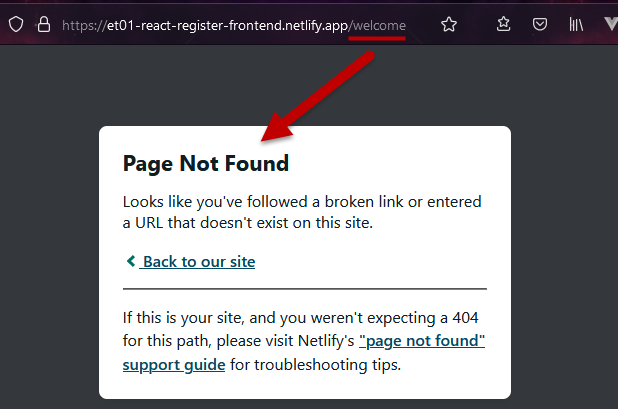 https://et01-react-register-frontend.netlify.app/welcome
Page Not Found
Looks like you've followed a broken link or entered
a URL that doesn't exist on this site.
Back to our site
If this is your site, and you weren't expecting a 404
for this path, please visit Netlify's "page not found"
support guide for troubleshooting tips.